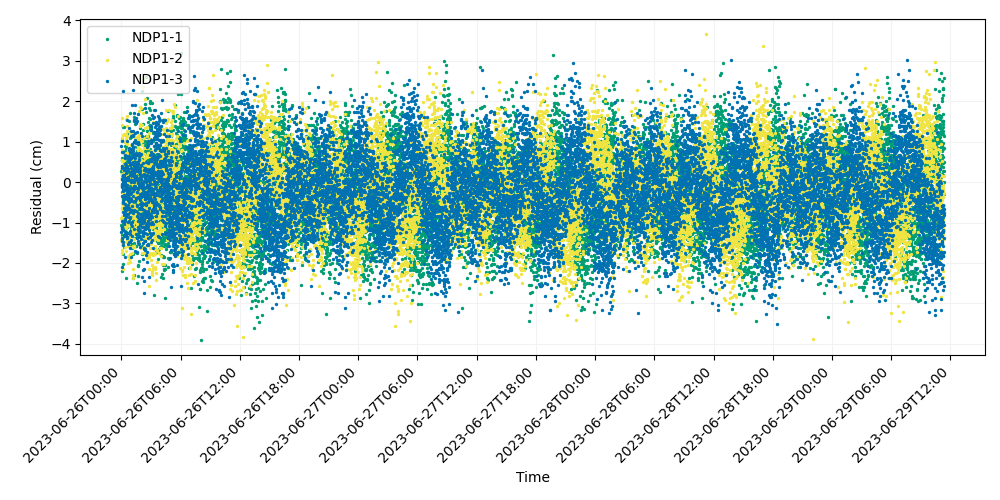 4
3
2
1
0
−1
−2
−3
−4
Residual (cm)
NDP1-1
NDP1-2
NDP1-3
2023-06-26T00:00
2023-06-26T06:00
2023-06-26T12:00
2023-06-26T18:00
2023-06-27T00:00
2023-06-27T06:00
2023-06-27T12:00
2023-06-27T18:00
2023-06-28T00:00
2023-06-28T06:00
2023-06-28T12:00
2023-06-28T18:00
2023-06-29T00:00
2023-06-29T06:00
2023-06-29T12:00
Time